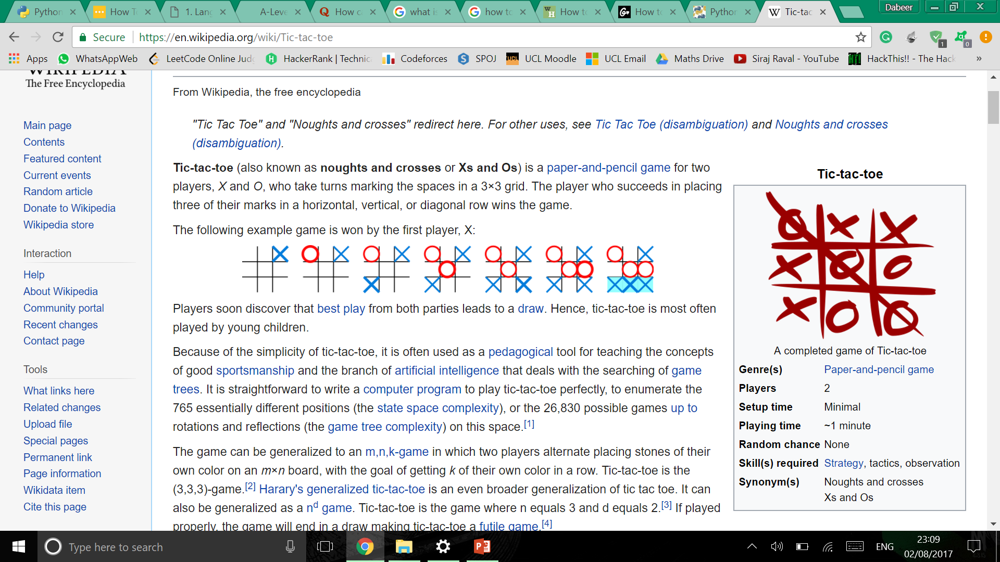 Python
How T
1. Lang
A-Leve
How ca
what is
how to
How to
How to
Python
Tic-tac
Dabeer
Secure
https://en.wikipedia.org/wiki/Tic-tac-toe
1
0
Apps
WhatsAppWeb
LeetCode Online Judg
HackerRank | Technic
Codeforces
SPOJ
UCL Moodle
UCL Email
Maths Drive
Siraj Raval - YouTube
HackThis!! - The Hack
»
WIKIPEDIA
The Free Encyclopedia
Main page
Contents
Featured content
Current events
Random article
Donate to Wikipedia
Wikipedia store
Interaction
Help
About Wikipedia
Community portal
Recent changes
Contact page
Tools
What links here
Related changes
Upload file
Special pages
Permanent link
Page information
Wikidata item
Cite this page
From Wikipedia, the free encyclopedia
"Tic Tac Toe" and "Noughts and crosses" redirect here. For other uses, see Tic Tac Toe (disambiguation) and Noughts and crosses
(disambiguation).
Tic-tac-toe (also known as noughts and crosses or Xs and Os) is a paper-and-pencil game for two
players, X and O, who take turns marking the spaces in a 3×3 grid. The player who succeeds in placing
three of their marks in a horizontal, vertical, or diagonal row wins the game.
The following example game is won by the first player, X:
Players soon discover that best play from both parties leads to a draw. Hence, tic-tac-toe is most often
played by young children.
Because of the simplicity of tic-tac-toe, it is often used as a pedagogical tool for teaching the concepts
of good sportsmanship and the branch of artificial intelligence that deals with the searching of game
trees. It is straightforward to write a computer program to play tic-tac-toe perfectly, to enumerate the
765 essentially different positions (the state space complexity), or the 26,830 possible games up to
rotations and reflections (the game tree complexity) on this space.[1]
The game can be generalized to an m,n,k-game in which two players alternate placing stones of their
own color on an m×n board, with the goal of getting k of their own color in a row. Tic-tac-toe is the
(3,3,3)-game.[2] Harary's generalized tic-tac-toe is an even broader generalization of tic tac toe. It can
also be generalized as a nd game. Tic-tac-toe is the game where n equals 3 and d equals 2.[3] If played
properly, the game will end in a draw making tic-tac-toe a futile game.[4]
Tic-tac-toe
A completed game of Tic-tac-toe
Genre(s) Paper-and-pencil game
Players 2
Setup time Minimal
Playing time ~1 minute
Random chance None
Skill(s) required Strategy, tactics, observation
Synonym(s) Noughts and crosses
Xs and Os
Type here to search
ENG
23:09
02/08/2017